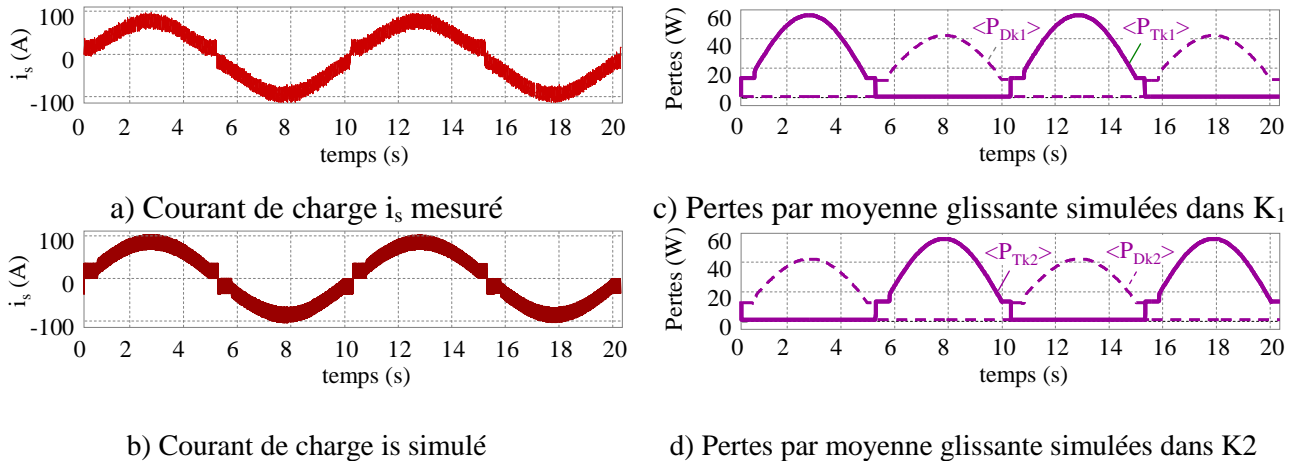 i_s (A)
100
0
-100
0 2 4 6 8 10 12 14 16 18 20
temps (s)
a) Courant de charge i_s mesuré
Pertes (W)
60
40
20
0
<P_Dk1>
<P_Tk1>
0 2 4 6 8 10 12 14 16 18 20
temps (s)
c) Pertes par moyenne glissante simulées dans K_1
i_s (A)
100
0
-100
0 2 4 6 8 10 12 14 16 18 20
temps (s)
b) Courant de charge is simulé
Pertes (W)
60
40
20
0
<P_Tk2>
<P_Dk2>
0 2 4 6 8 10 12 14 16 18 20
temps (s)
d) Pertes par moyenne glissante simulées dans K2